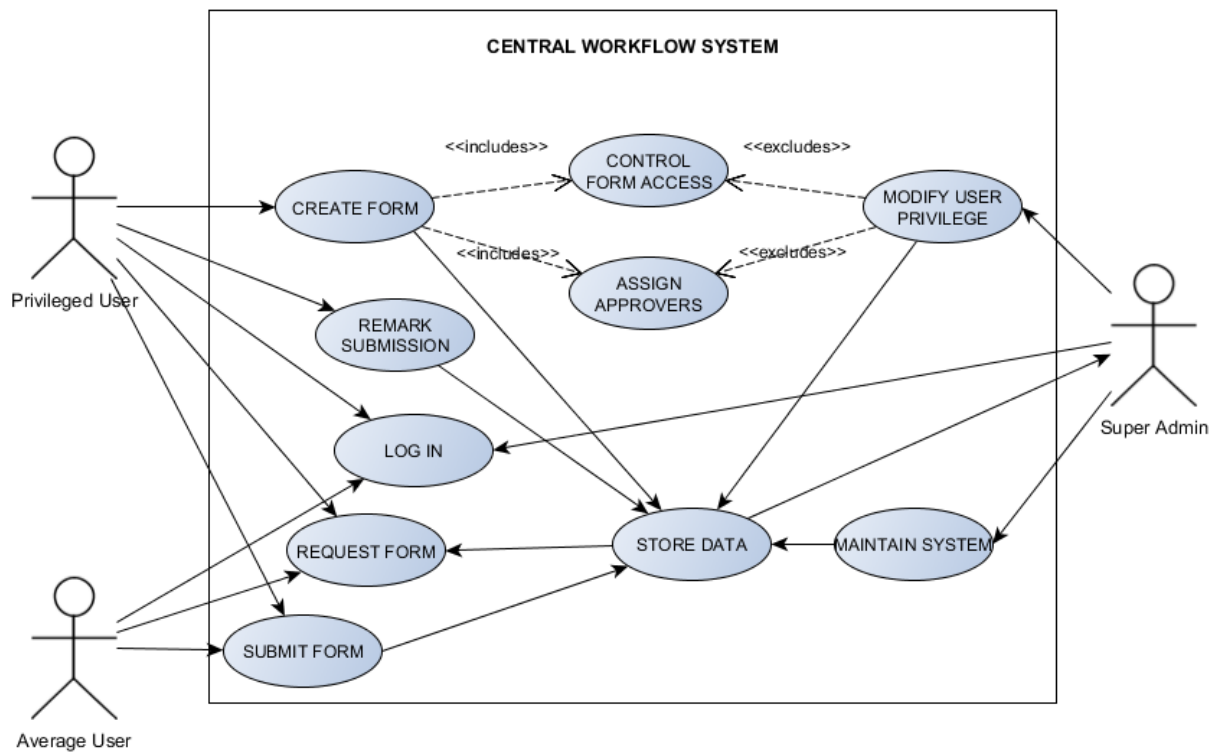 CENTRAL WORKFLOW SYSTEM
<<includes>>
CONTROL
FORM ACCESS
<<excludes>>
CREATE FORM
MODIFY USER
PRIVILEGE
<<includes>>
<<excludes>>
ASSIGN
APPROVERS
Privileged User
REMARK
SUBMISSION
Super Admin
LOG IN
REQUEST FORM
STORE DATA
MAINTAIN SYSTEM
SUBMIT FORM
Average User